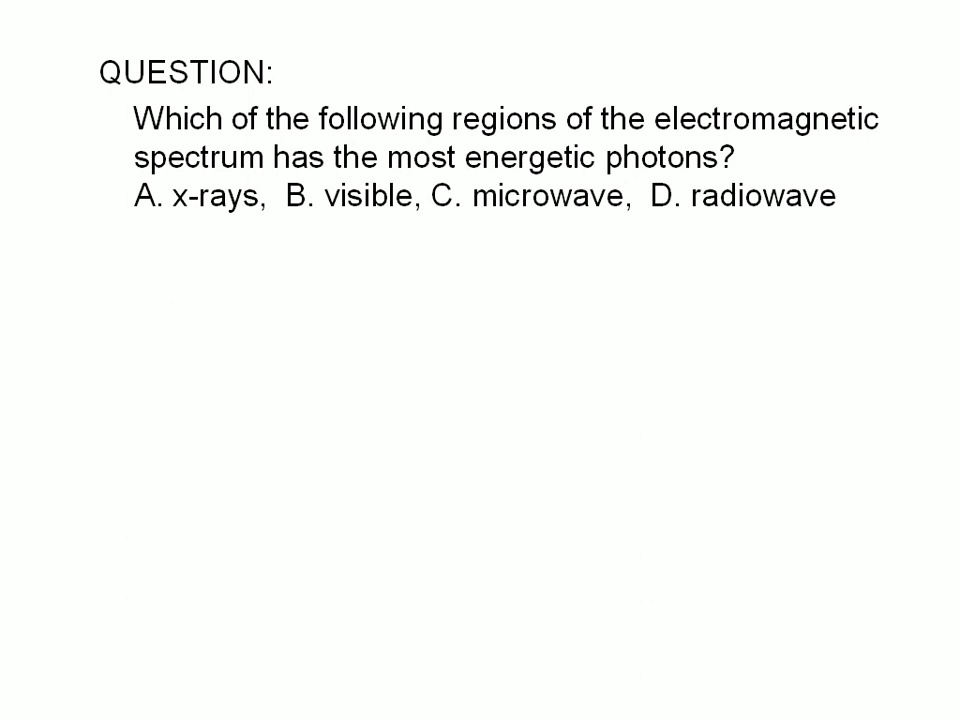 QUESTION:
Which of the following regions of the electromagnetic
spectrum has the most energetic photons?
A. x-rays, B. visible, C. microwave, D. radiowave